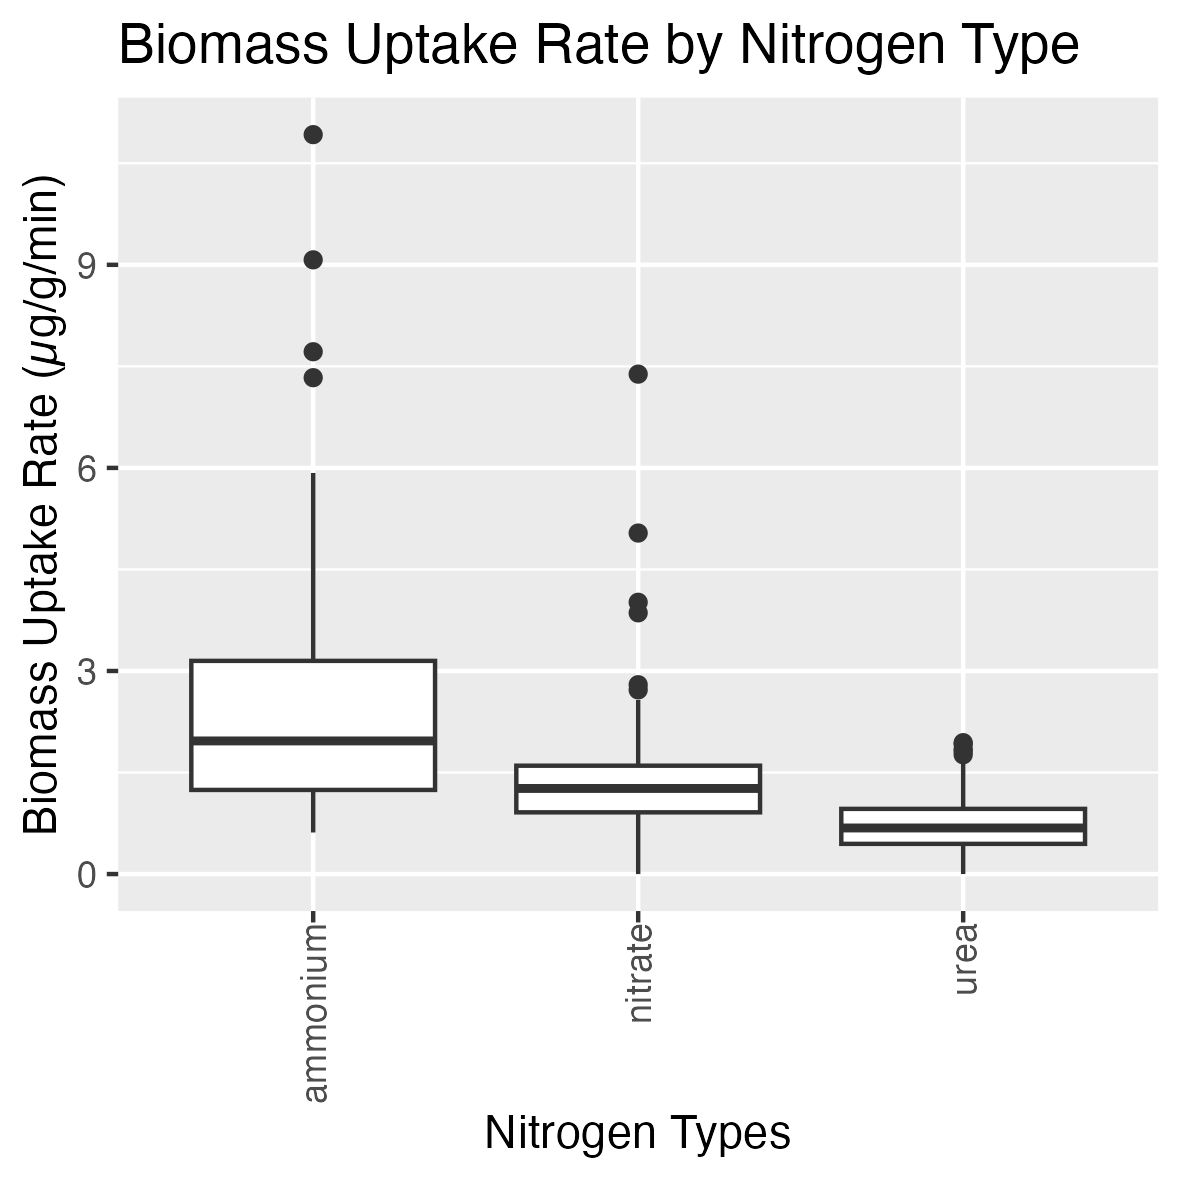 Biomass Uptake Rate by Nitrogen Type
Biomass Uptake Rate (µg/g/min)
9
6
3
0
ammonium
nitrate
urea
Nitrogen Types